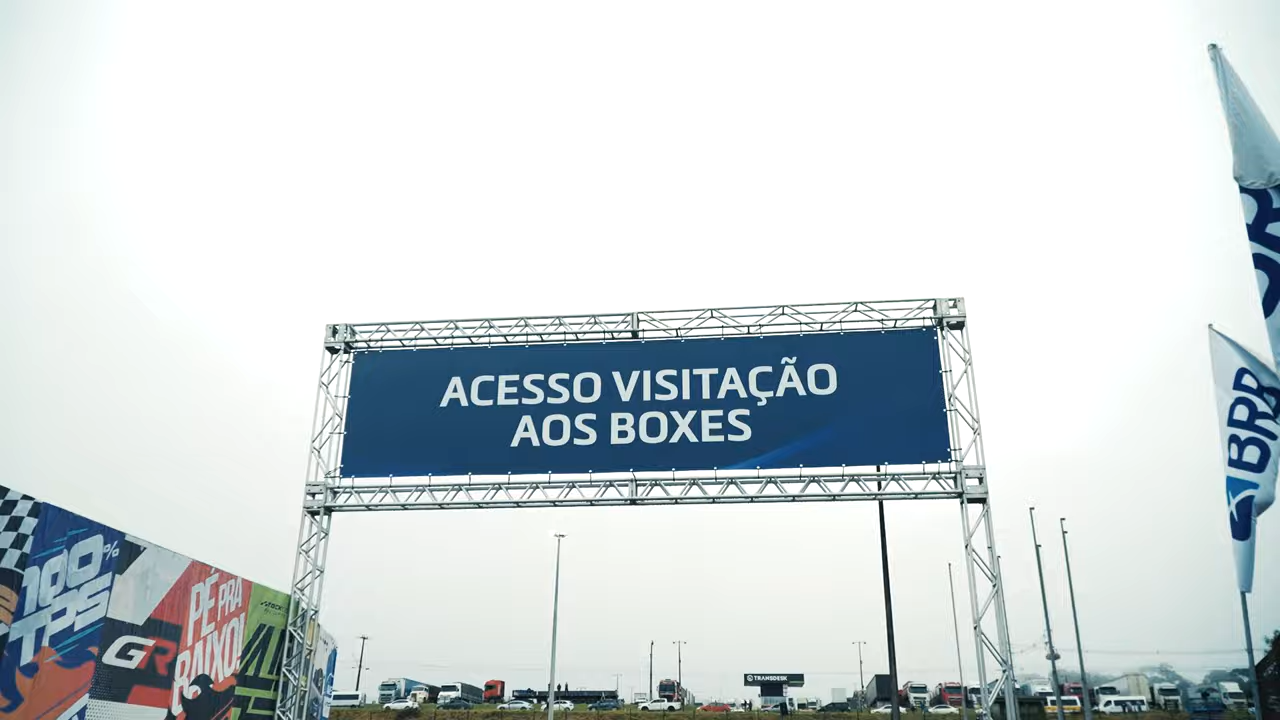 ACESSO VISITAÇÃO
AOS BOXES
BRB
100%
TPS
GR
PÉ PRA
BAIXO!
TRANSDESK